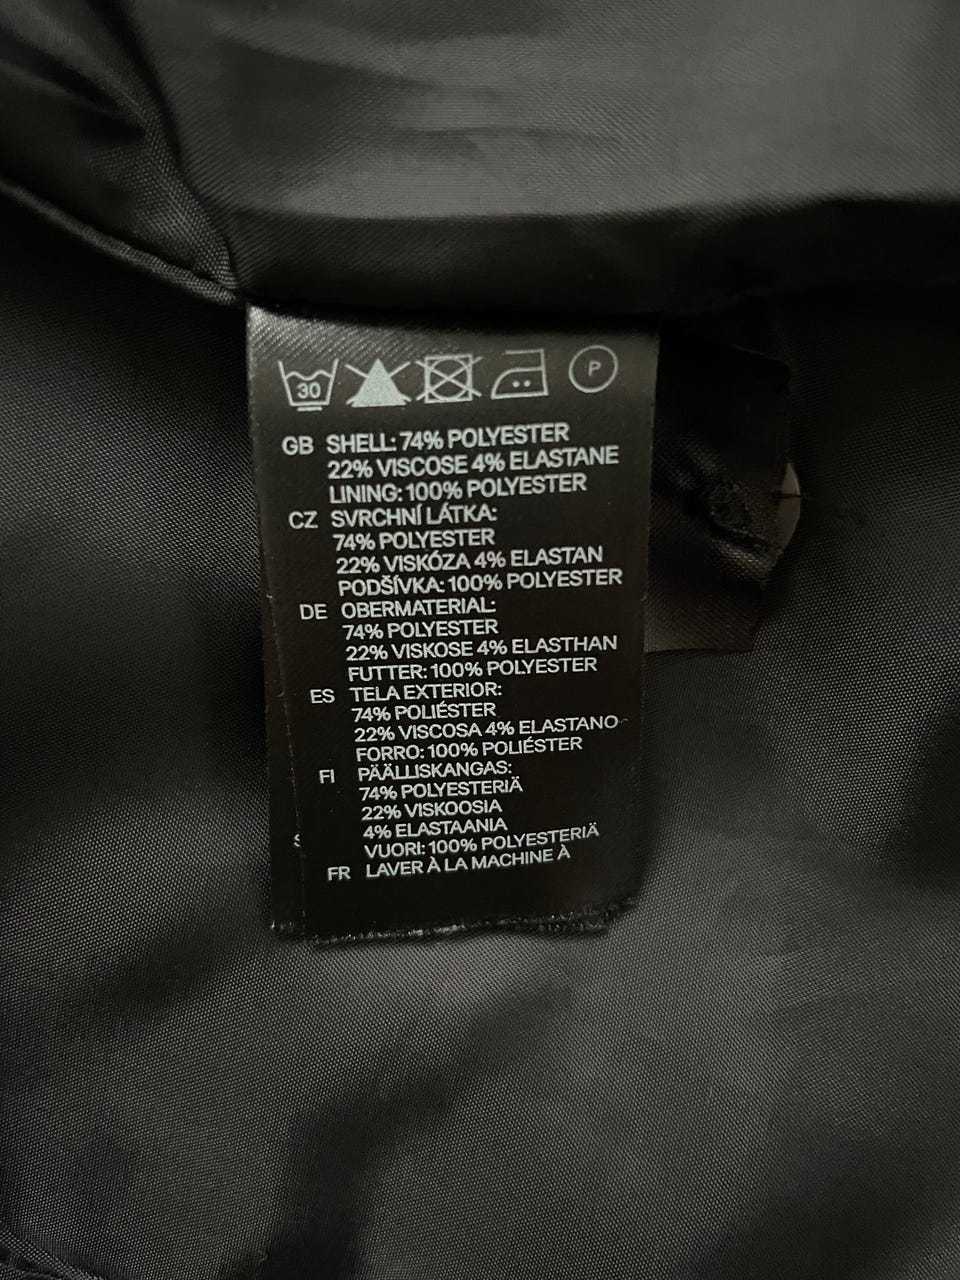 30 P
GB SHELL: 74% POLYESTER
22% VISCOSE 4% ELASTANE
LINING: 100% POLYESTER
CZ SVRCHNÍ LÁTKA:
74% POLYESTER
22% VISKÓZA 4% ELASTAN
PODŠÍVKA: 100% POLYESTER
DE OBERMATERIAL:
74% POLYESTER
22% VISKOSE 4% ELASTHAN
FUTTER: 100% POLYESTER
ES TELA EXTERIOR:
74% POLIÉSTER
22% VISCOSA 4% ELASTANO
FORRO: 100% POLIÉSTER
FI PÄÄLLISKANGAS:
74% POLYESTERIÄ
22% VISKOOSIA
4% ELASTAANIA
VUORI: 100% POLYESTERIÄ
FR LAVER À LA MACHINE À